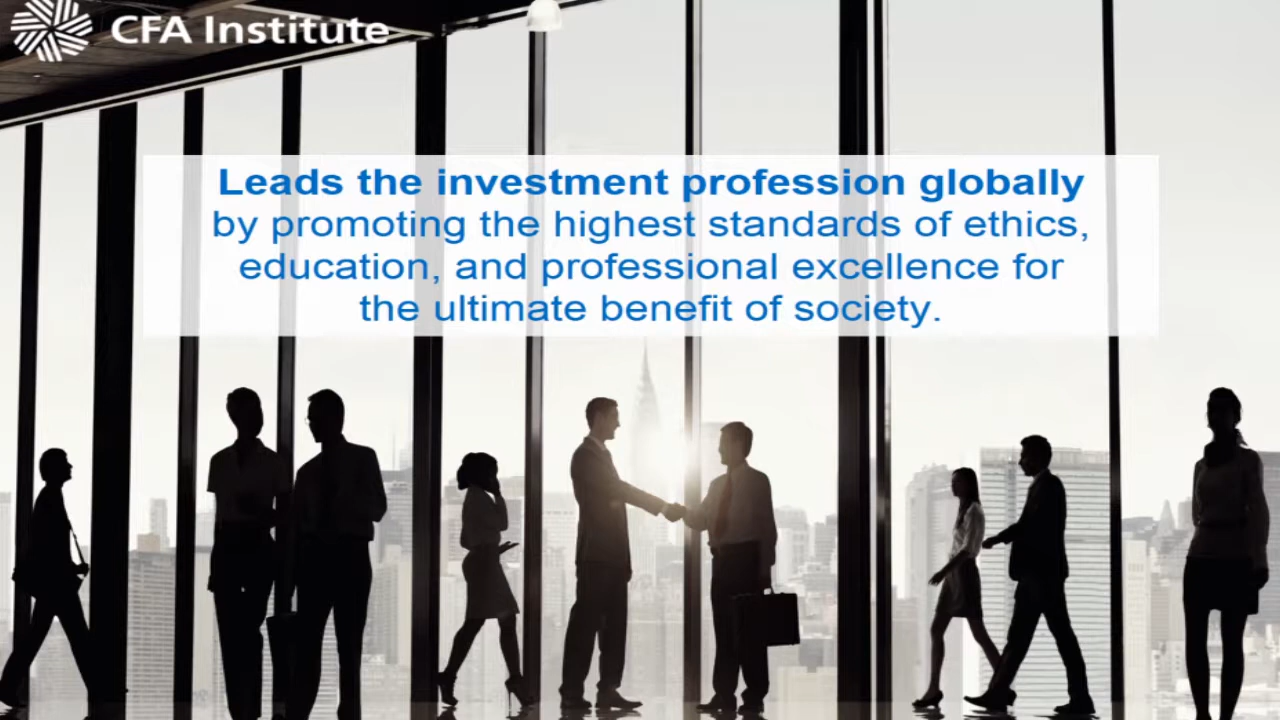 CFA Institute
Leads the investment profession globally
by promoting the highest standards of ethics,
education, and professional excellence for
the ultimate benefit of society.